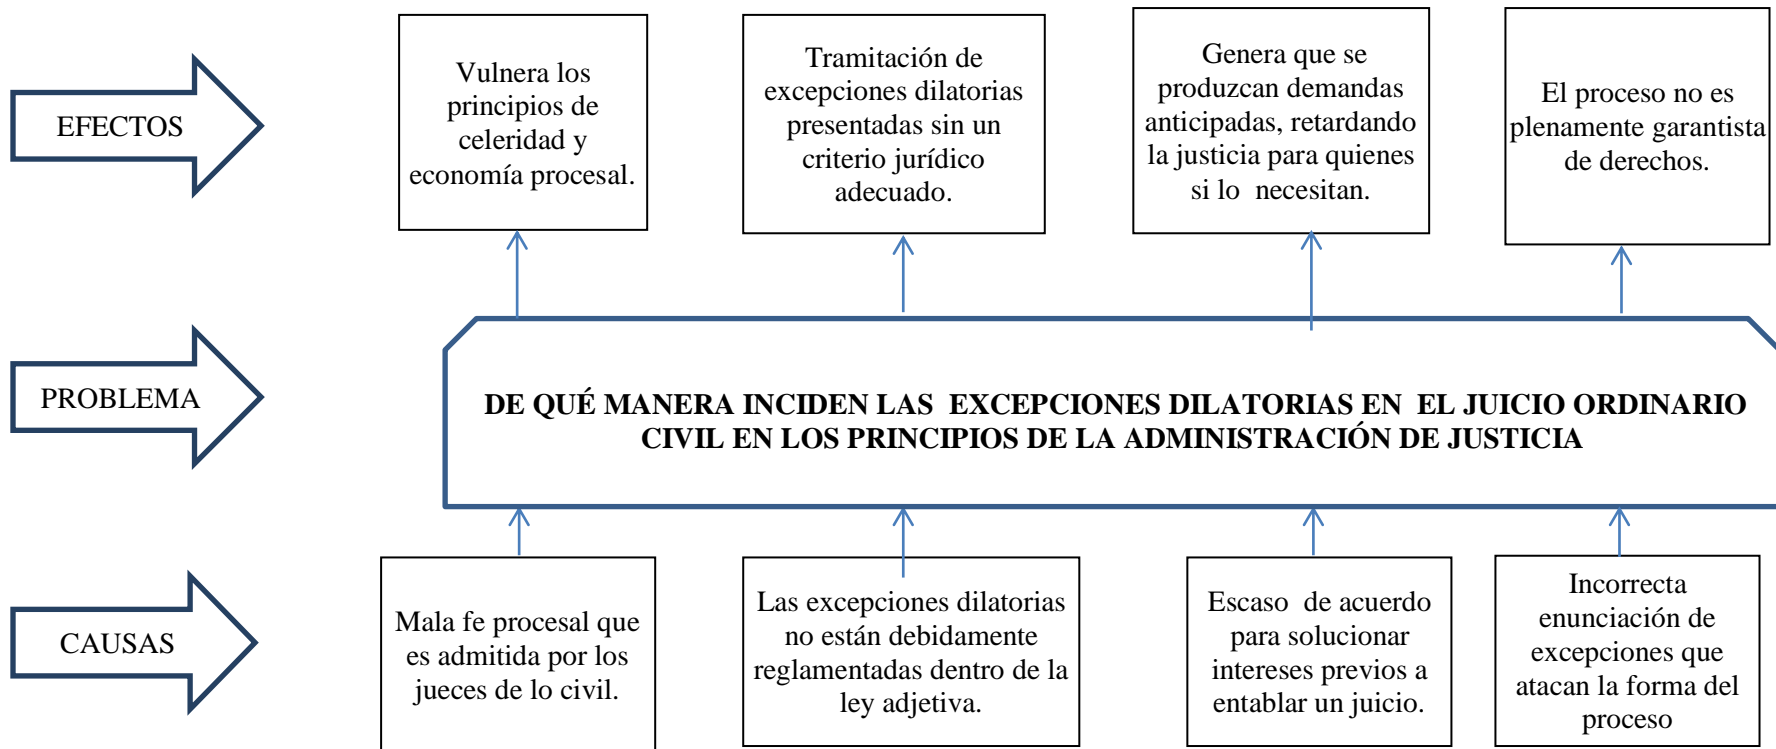 EFECTOS
Vulnera los
principios de
celeridad y
economía procesal.
Tramitación de
excepciones dilatorias
presentadas sin un
criterio jurídico
adecuado.
Genera que se
produzcan demandas
anticipadas, retardando
la justicia para quienes
si lo necesitan.
El proceso no es
plenamente garantista
de derechos.
PROBLEMA
DE QUÉ MANERA INCIDEN LAS EXCEPCIONES DILATORIAS EN EL JUICIO ORDINARIO
CIVIL EN LOS PRINCIPIOS DE LA ADMINISTRACIÓN DE JUSTICIA
CAUSAS
Mala fe procesal que
es admitida por los
jueces de lo civil.
Las excepciones dilatorias
no están debidamente
reglamentadas dentro de la
ley adjetiva.
Escaso de acuerdo
para solucionar
intereses previos a
entablar un juicio.
Incorrecta
enunciación de
excepciones que
atacan la forma del
proceso